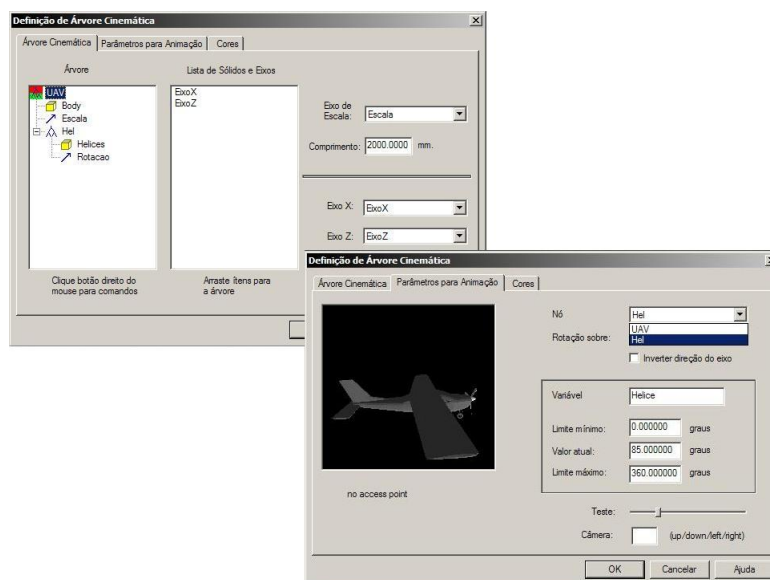 Definição de Árvore Cinemática
Árvore Cinemática Parâmetros para Animação Cores
Árvore Lista de Sólidos e Eixos
UAV
Body
Escala
Hel
Helices
Rotacao
EixoX
EixoZ
Eixo de
Escala: Escala
Comprimento: 2000.0000 mm.
Eixo X: EixoX
Eixo Z: EixoZ
Clique botão direito do
mouse para comandos
Arraste ítens para
a árvore
Definição de Árvore Cinemática
Árvore Cinemática Parâmetros para Animação Cores
no access point
Nó Hel
UAV
Rotação sobre: Hel
Inverter direção do eixo
Variável Helice
Limite mínimo: 0.000000 graus
Valor atual: 85.000000 graus
Limite máximo: 360.000000 graus
Teste:
Câmera: (up/down/left/right)
OK Cancelar Ajuda